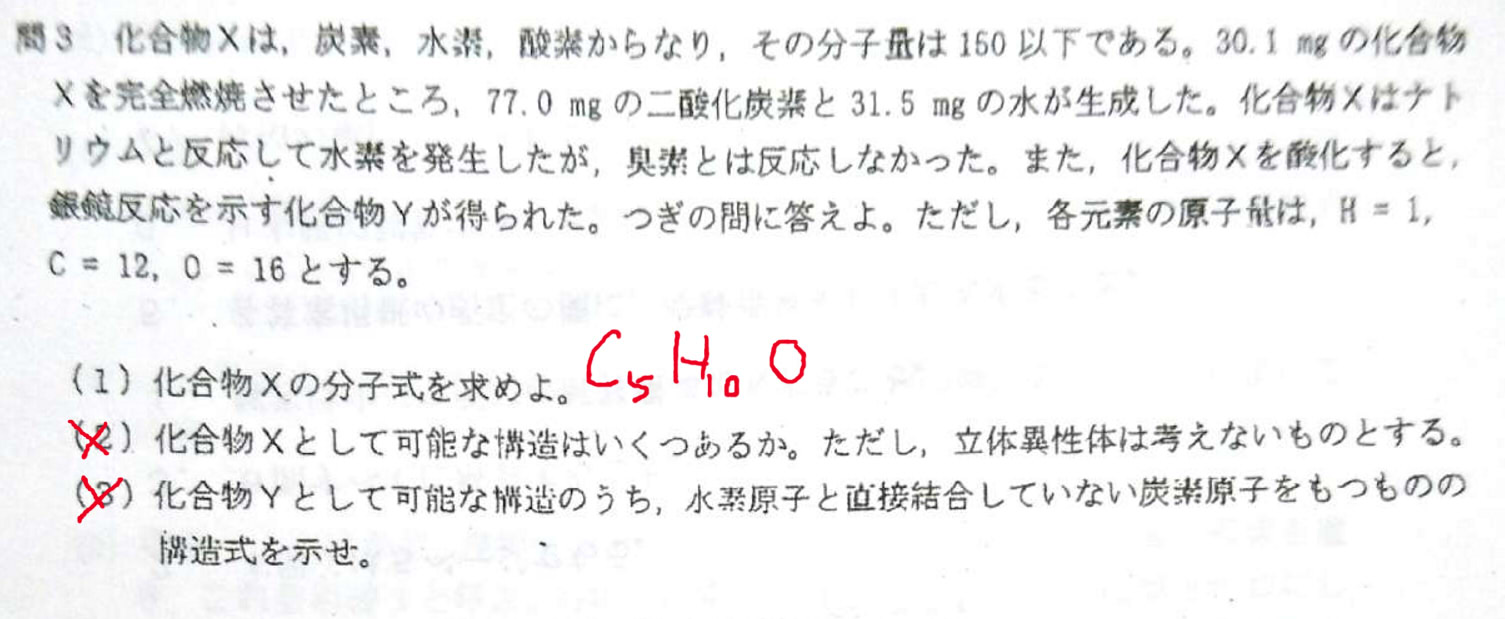 問3 化合物Xは，炭素，水素，酸素からなり，その分子量は150以下である。30.1 mgの化合物
Xを完全燃焼させたところ，77.0 mgの二酸化炭素と31.5 mgの水が生成した。化合物Xはナト
リウムと反応して水素を発生したが，臭素とは反応しなかった。また，化合物Xを酸化すると，
銀鏡反応を示す化合物Yが得られた。つぎの問に答えよ。ただし，各元素の原子量は，H = 1，
C = 12，O = 16とする。
(1) 化合物Xの分子式を求めよ。 C5H10O
(2) 化合物Xとして可能な構造はいくつあるか。ただし，立体異性体は考えないものとする。
(3) 化合物Yとして可能な構造のうち，水素原子と直接結合していない炭素原子をもつものの
構造式を示せ。